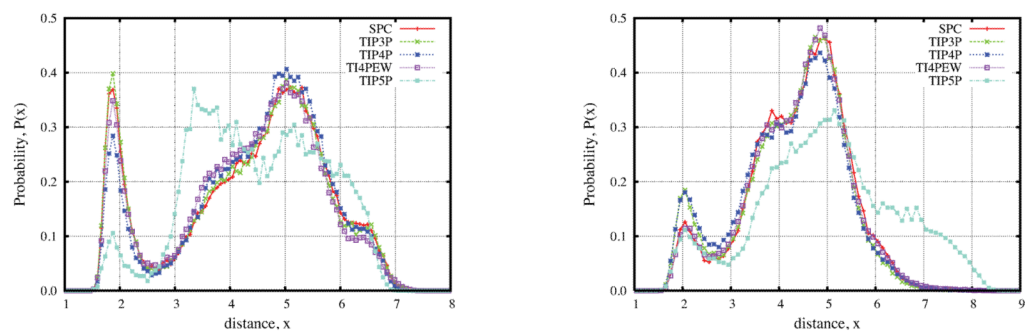 0.5
0.4
0.3
0.2
0.1
0.0
Probability, P(x)
SPC
TIP3P
TIP4P
TI4PEW
TIP5P
1 2 3 4 5 6 7 8
distance, x
0.5
0.4
0.3
0.2
0.1
0.0
Probability, P(x)
SPC
TIP3P
TIP4P
TI4PEW
TIP5P
1 2 3 4 5 6 7 8 9
distance, x